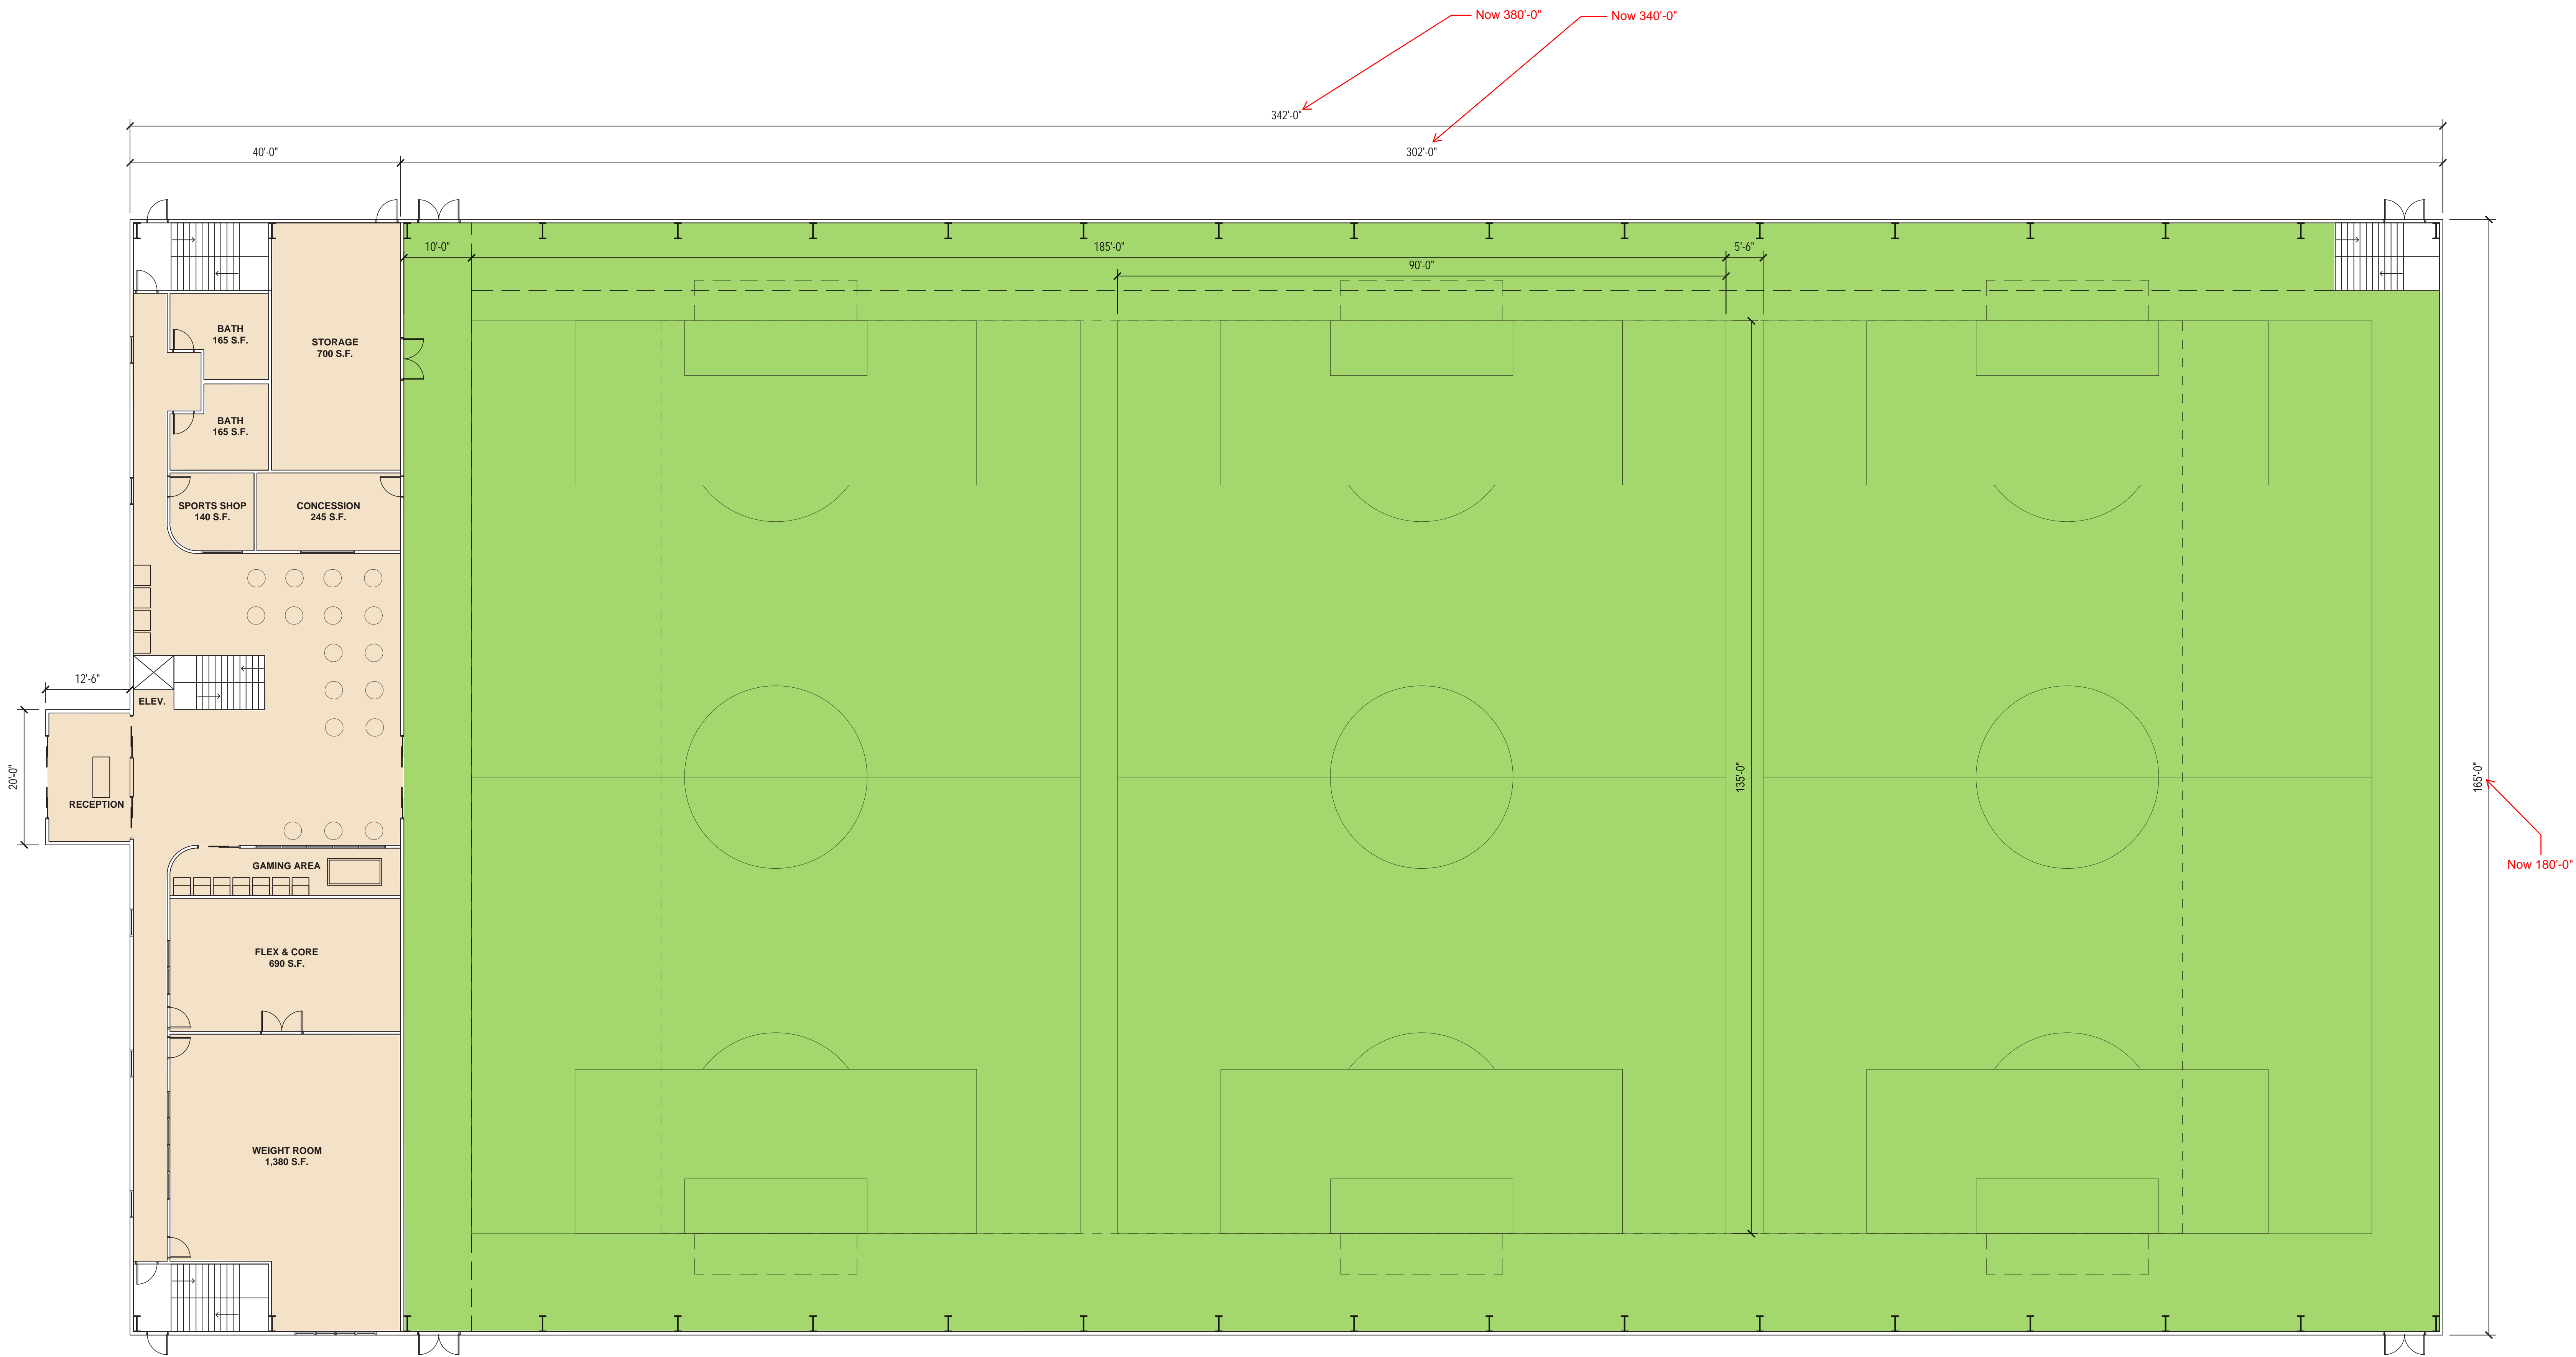 Now 380'-0"
Now 340'-0"
342'-0"
40'-0"
302'-0"
10'-0"
185'-0"
5'-6"
90'-0"
BATH
165 S.F.
STORAGE
700 S.F.
BATH
165 S.F.
SPORTS SHOP
140 S.F.
CONCESSION
245 S.F.
12'-6"
ELEV.
20'-0"
RECEPTION
135'-0"
165'-0"
Now 180'-0"
GAMING AREA
FLEX & CORE
690 S.F.
WEIGHT ROOM
1,380 S.F.